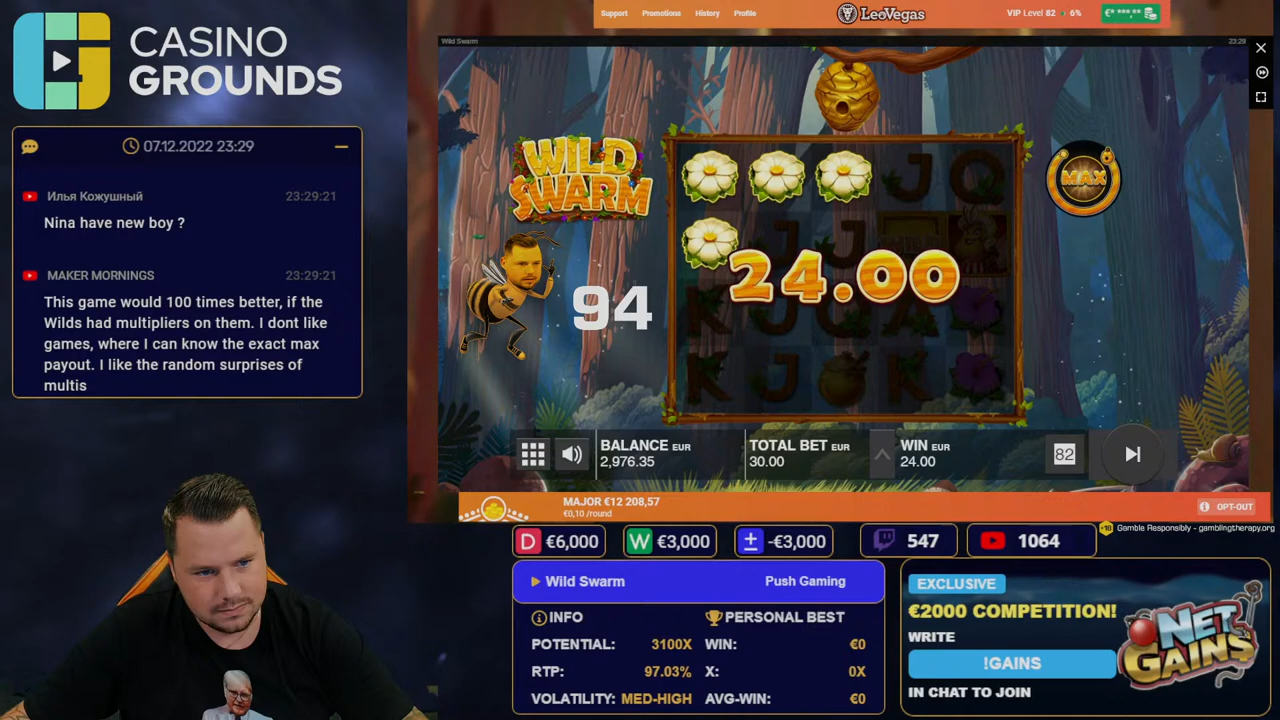 CASINO
GROUNDS
07.12.2022 23:29
Илья Кожушный 23:29:21
Nina have new boy ?
MAKER MORNINGS 23:29:21
This game would 100 times better, if the
Wilds had multipliers on them. I dont like
games, where I can know the exact max
payout. I like the random surprises of
multis
Support Promotions History Profile
LeoVegas
VIP Level 82 6%
€* ***,**
Wild Swarm 23:29
WILD
SWARM
J Q
MAX
J J
24.00
94
K J A
K J K
BALANCE EUR
2,976.35
TOTAL BET EUR
30.00
WIN EUR
24.00
82
MAJOR €12 208,57
€0,10 /round
OPT-OUT
D €6,000 W €3,000 ± -€3,000 547 1064
+18 Gamble Responsibly - gamblingtherapy.org
Wild Swarm Push Gaming
INFO PERSONAL BEST
POTENTIAL: 3100X WIN: €0
RTP: 97.03% X: 0X
VOLATILITY: MED-HIGH AVG-WIN: €0
EXCLUSIVE
€2000 COMPETITION!
WRITE
!GAINS
IN CHAT TO JOIN
NET
GAINS